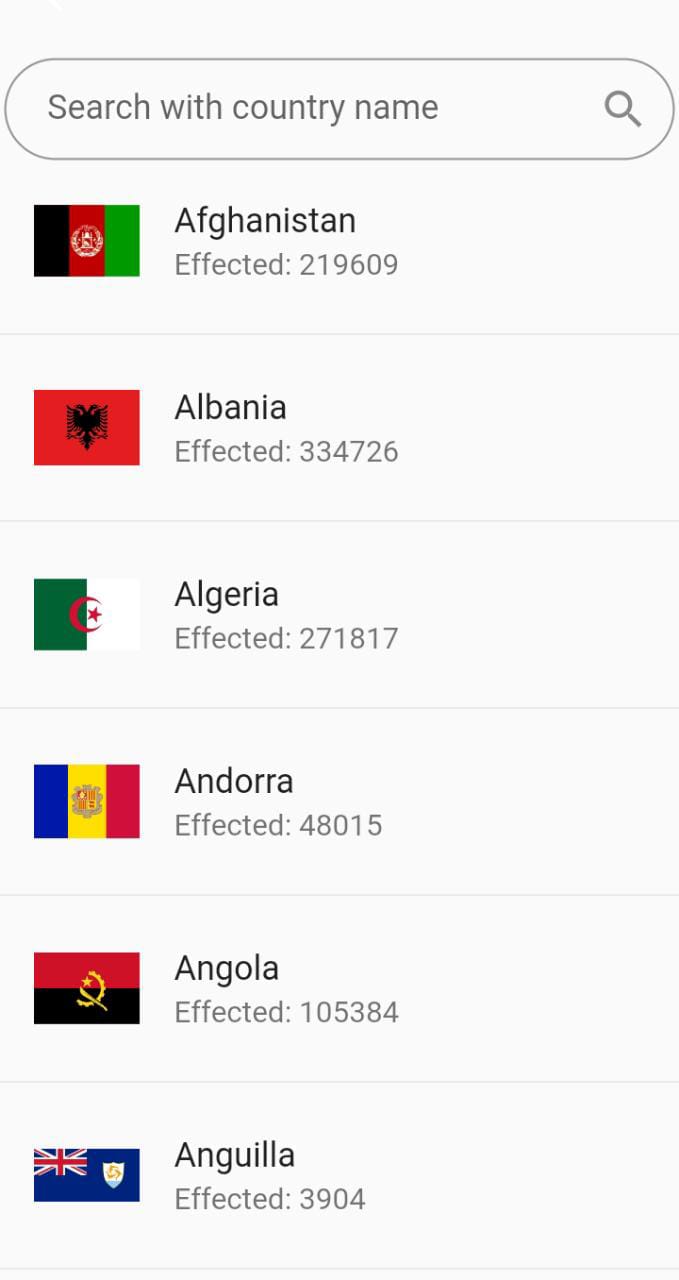 Search with country name
Afghanistan
Effected: 219609
Albania
Effected: 334726
Algeria
Effected: 271817
Andorra
Effected: 48015
Angola
Effected: 105384
Anguilla
Effected: 3904